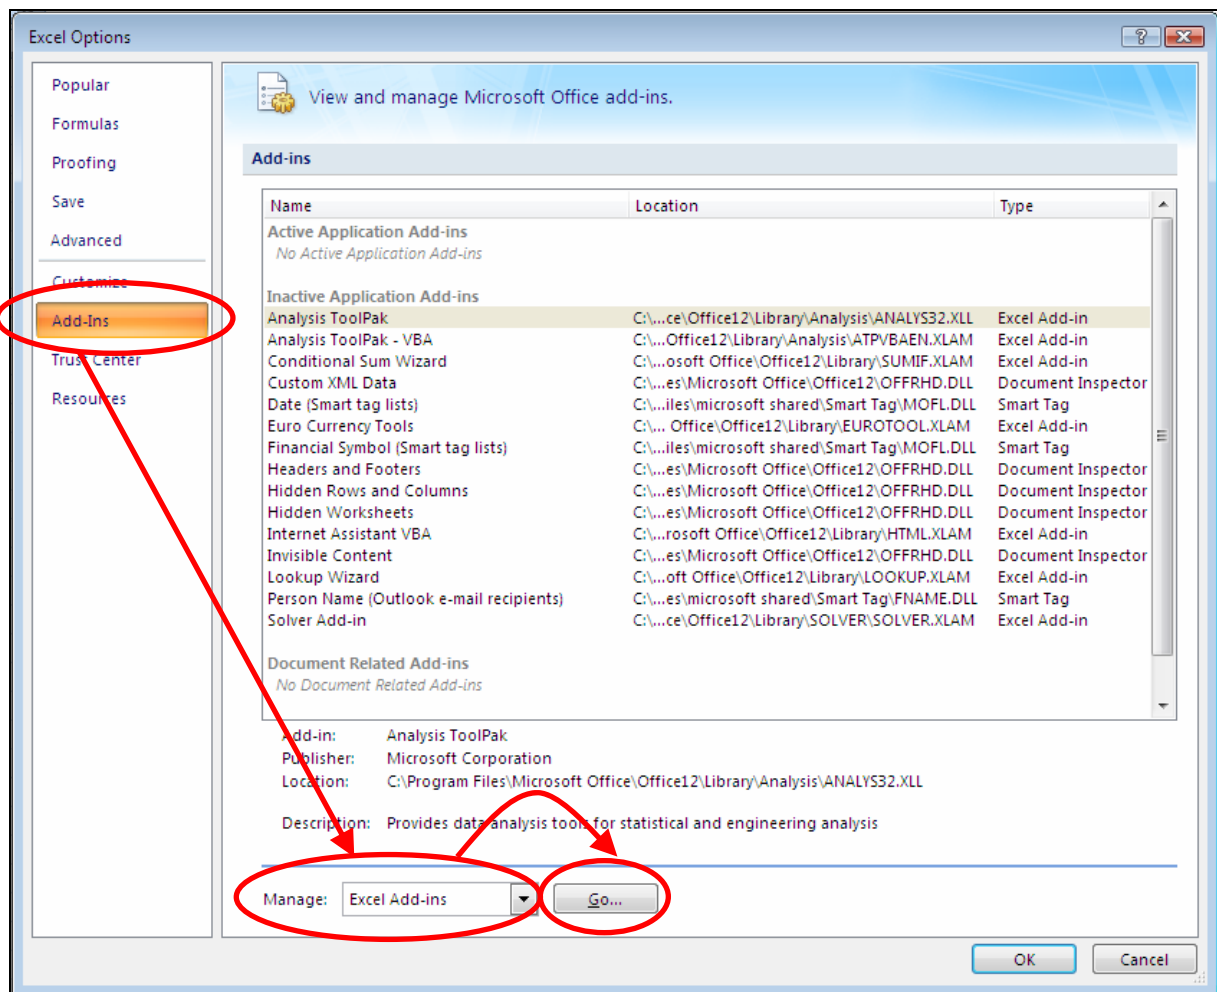 Excel Options
Popular
Formulas
Proofing
Save
Advanced
Customize
Add-Ins
Trust Center
Resources
View and manage Microsoft Office add-ins.
Add-ins
Name Location Type
Active Application Add-ins
No Active Application Add-ins
Inactive Application Add-ins
Analysis ToolPak C:\...ce\Office12\Library\Analysis\ANALYS32.XLL Excel Add-in
Analysis ToolPak - VBA C:\...Office12\Library\Analysis\ATPVBAEN.XLAM Excel Add-in
Conditional Sum Wizard C:\...osoft Office\Office12\Library\SUMIF.XLAM Excel Add-in
Custom XML Data C:\...es\Microsoft Office\Office12\OFFRHD.DLL Document Inspector
Date (Smart tag lists) C:\...iles\microsoft shared\Smart Tag\MOFL.DLL Smart Tag
Euro Currency Tools C:\... Office\Office12\Library\EUROTOOL.XLAM Excel Add-in
Financial Symbol (Smart tag lists) C:\...iles\microsoft shared\Smart Tag\MOFL.DLL Smart Tag
Headers and Footers C:\...es\Microsoft Office\Office12\OFFRHD.DLL Document Inspector
Hidden Rows and Columns C:\...es\Microsoft Office\Office12\OFFRHD.DLL Document Inspector
Hidden Worksheets C:\...es\Microsoft Office\Office12\OFFRHD.DLL Document Inspector
Internet Assistant VBA C:\...rosoft Office\Office12\Library\HTML.XLAM Excel Add-in
Invisible Content C:\...es\Microsoft Office\Office12\OFFRHD.DLL Document Inspector
Lookup Wizard C:\...oft Office\Office12\Library\LOOKUP.XLAM Excel Add-in
Person Name (Outlook e-mail recipients) C:\...es\microsoft shared\Smart Tag\FNAME.DLL Smart Tag
Solver Add-in C:\...ce\Office12\Library\SOLVER\SOLVER.XLAM Excel Add-in
Document Related Add-ins
No Document Related Add-ins
Add-in: Analysis ToolPak
Publisher: Microsoft Corporation
Location: C:\Program Files\Microsoft Office\Office12\Library\Analysis\ANALYS32.XLL
Description: Provides data analysis tools for statistical and engineering analysis
Manage: Excel Add-ins Go...
OK Cancel